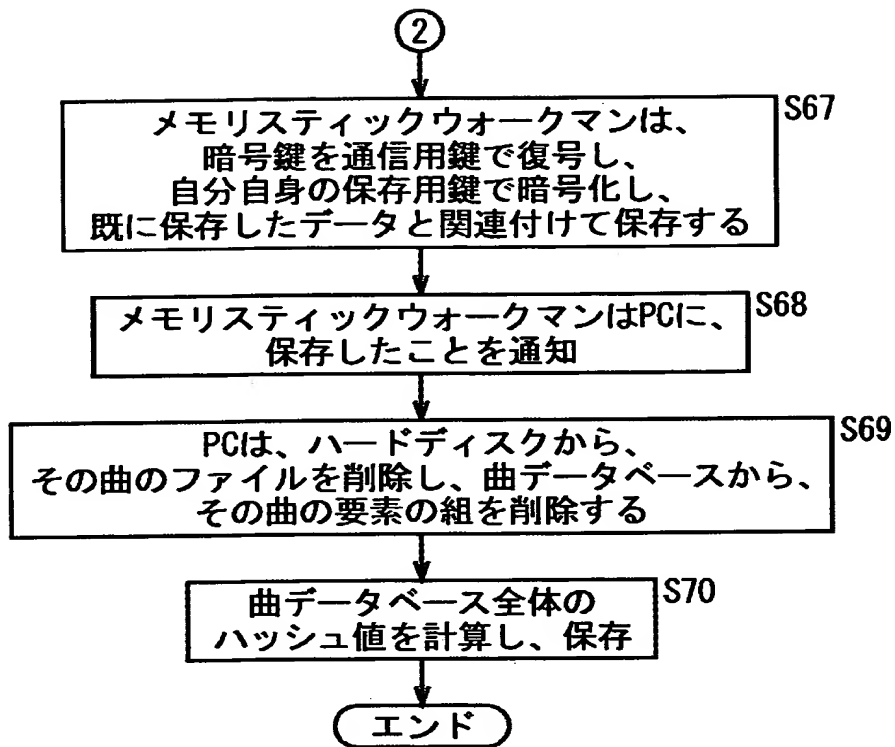 2
S67
メモリスティックウォークマンは、
暗号鍵を通信用鍵で復号し、
自分自身の保存用鍵で暗号化し、
既に保存したデータと関連付けて保存する
S68
メモリスティックウォークマンはPCに、
保存したことを通知
S69
PCは、ハードディスクから、
その曲のファイルを削除し、曲データベースから、
その曲の要素の組を削除する
S70
曲データベース全体の
ハッシュ値を計算し、保存
エンド